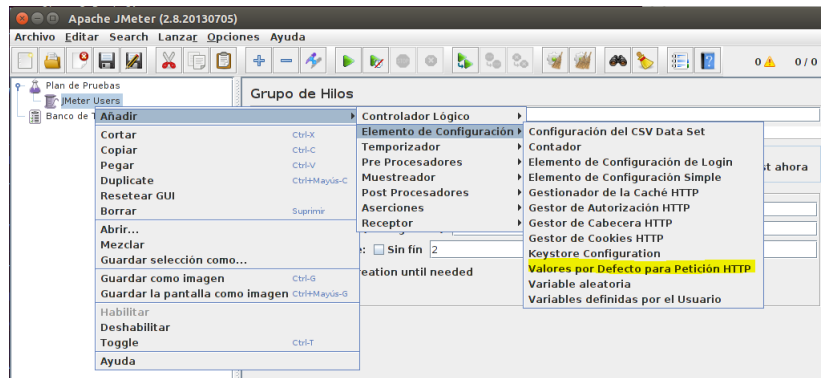 Apache JMeter (2.8.20130705)
Archivo Editar Search Lanzar Opciones Ayuda
0 0 / 0
Plan de Pruebas
JMeter Users
Banco de T
Grupo de Hilos
Añadir
Cortar Ctrl-X
Copiar Ctrl-C
Pegar Ctrl-V
Duplicate Ctrl+Mayús-C
Resetear GUI
Borrar Suprimir
Abrir...
Mezclar
Guardar selección como...
Guardar como imagen Ctrl-G
Guardar la pantalla como imagen Ctrl+Mayús-G
Habilitar
Deshabilitar
Toggle Ctrl-T
Ayuda
Controlador Lógico
Elemento de Configuración
Temporizador
Pre Procesadores
Muestreador
Post Procesadores
Aserciones
Receptor
Configuración del CSV Data Set
Contador
Elemento de Configuración de Login
Elemento de Configuración Simple
Gestionador de la Caché HTTP
Gestor de Autorización HTTP
Gestor de Cabecera HTTP
Gestor de Cookies HTTP
Keystore Configuration
Valores por Defecto para Petición HTTP
Variable aleatoria
Variables definidas por el Usuario
st ahora
e: Sin fín 2
eation until needed